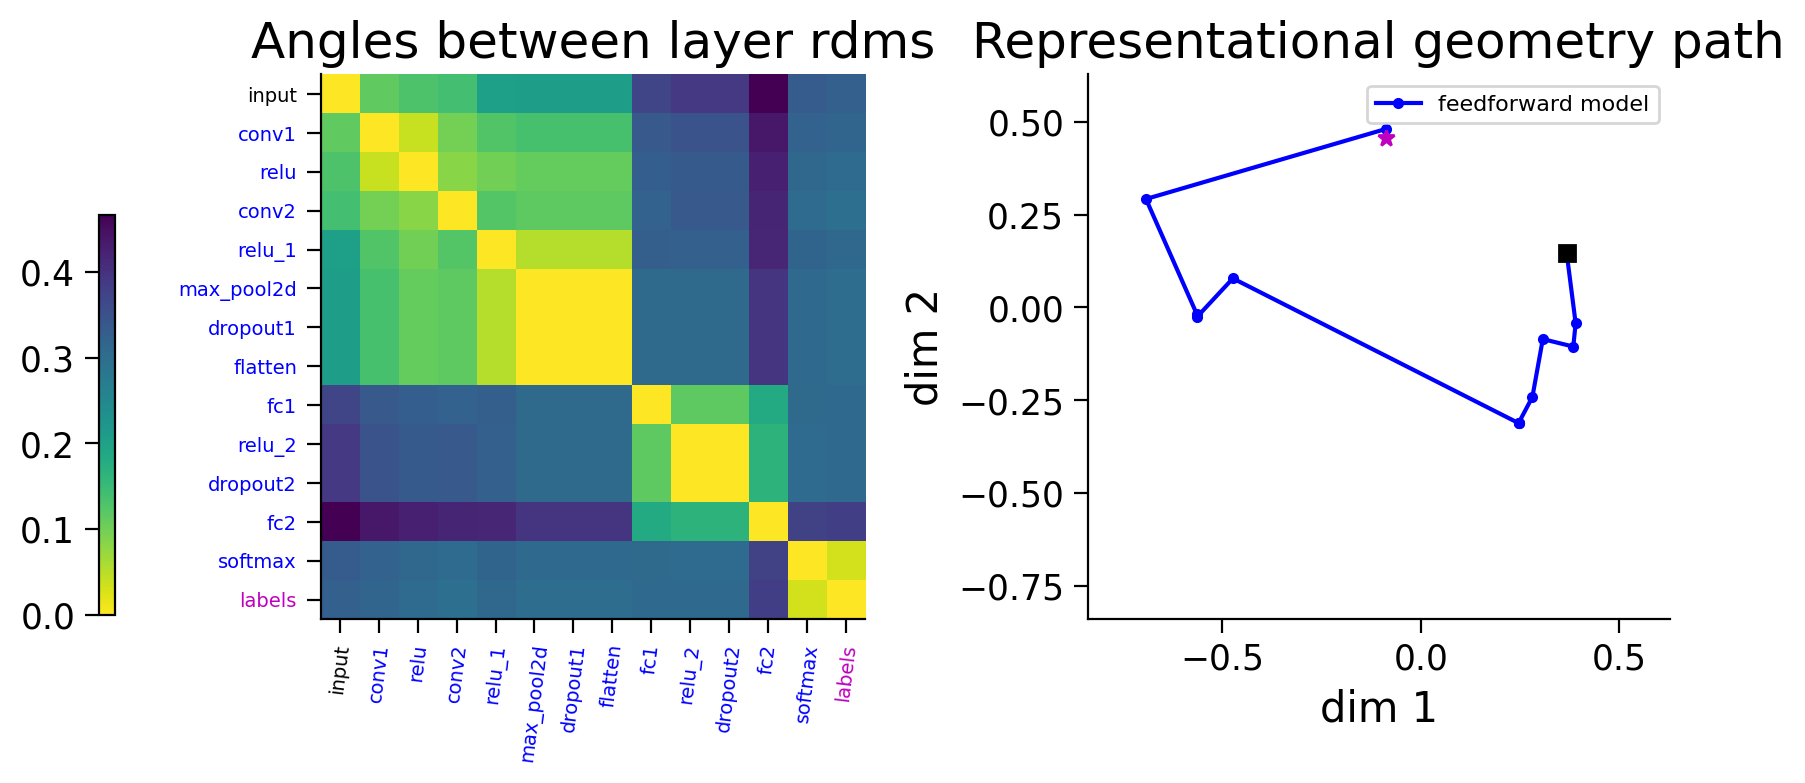 Angles between layer rdms
0.4
0.3
0.2
0.1
0.0
input
conv1
relu
conv2
relu_1
max_pool2d
dropout1
flatten
fc1
relu_2
dropout2
fc2
softmax
labels
input
conv1
relu
conv2
relu_1
max_pool2d
dropout1
flatten
fc1
relu_2
dropout2
fc2
softmax
labels
Representational geometry path
feedforward model
dim 2
0.50
0.25
0.00
−0.25
−0.50
−0.75
−0.5
0.0
0.5
dim 1